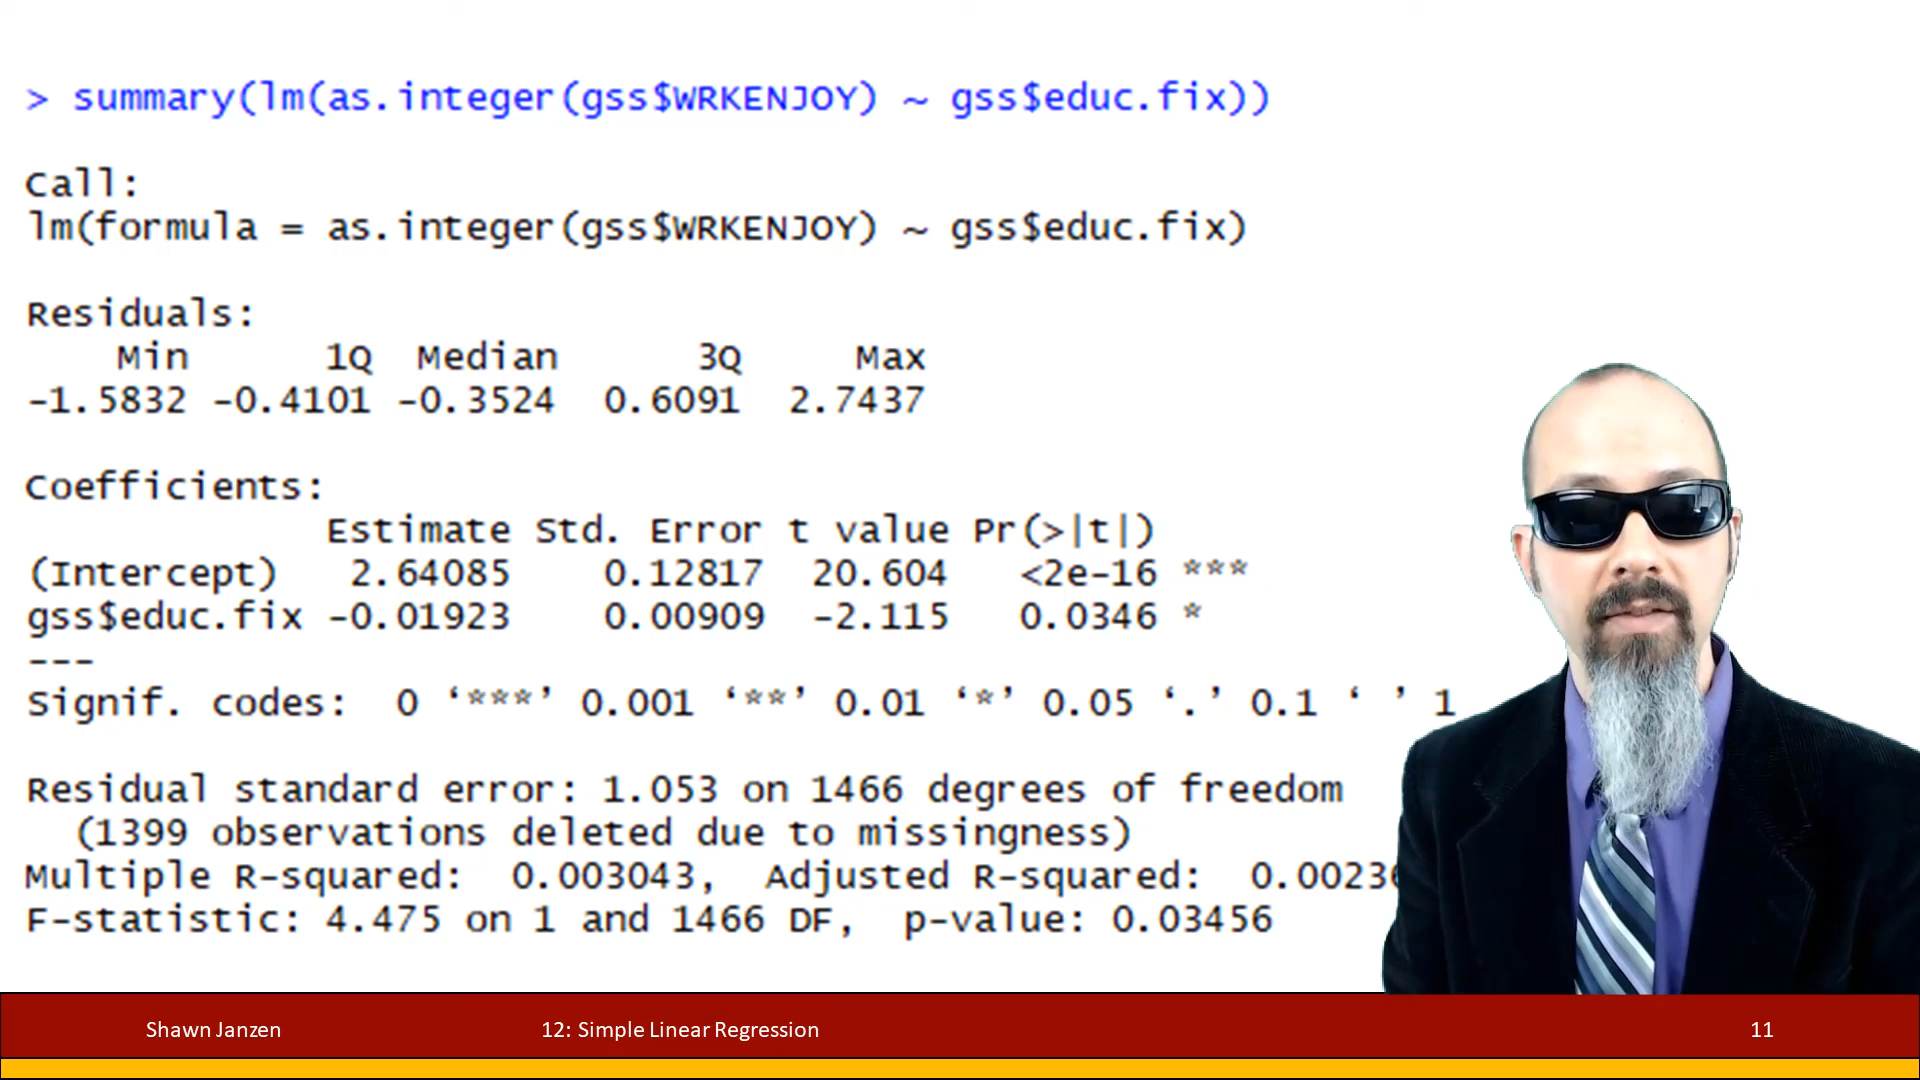 > summary(lm(as.integer(gss$WRKENJOY) ~ gss$educ.fix))
Call:
lm(formula = as.integer(gss$WRKENJOY) ~ gss$educ.fix)
Residuals:
Min 1Q Median 3Q Max
-1.5832 -0.4101 -0.3524 0.6091 2.7437
Coefficients:
Estimate Std. Error t value Pr(>|t|)
(Intercept) 2.64085 0.12817 20.604 <2e-16 ***
gss$educ.fix -0.01923 0.00909 -2.115 0.0346 *
---
Signif. codes: 0 ‘***’ 0.001 ‘**’ 0.01 ‘*’ 0.05 ‘.’ 0.1 ‘ ’ 1
Residual standard error: 1.053 on 1466 degrees of freedom
(1399 observations deleted due to missingness)
Multiple R-squared: 0.003043, Adjusted R-squared:
F-statistic: 4.475 on 1 and 1466 DF, p-value: 0.03456
Shawn Janzen
12: Simple Linear Regression
11